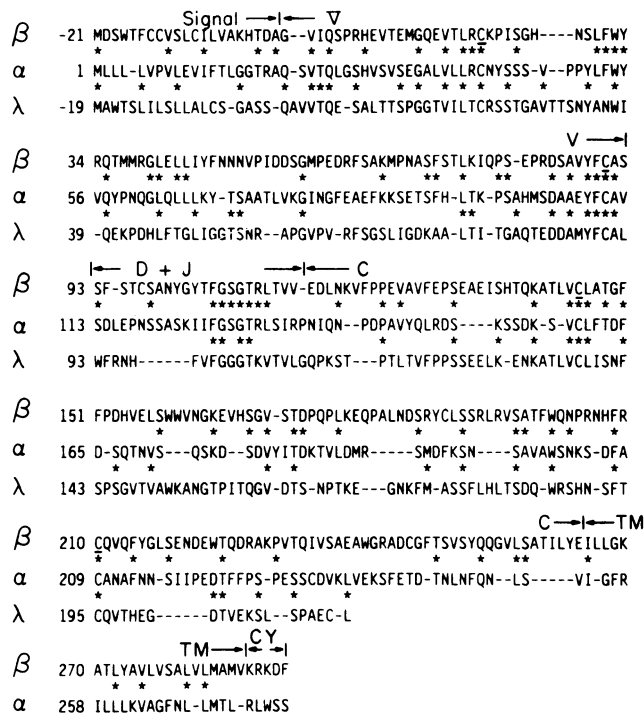 Signal →|← ∇
β -21 MDSWTFCCVSLCILVAKHTDAG--VIQSPRHEVTEMGQEVTLRCKPISGH----NSLFWY
α 1 MLLL-LVPVLEVIFTLGGTRAQ-SVTQLGSHVSVSEGALVLLRCNYSSS-V--PPYLFWY
λ -19 MAWTSLILSLLALCS-GASS-QAVVTQE-SALTTSPGGTVILTCRSSTGAVTTSNYANWI
V →|
β 34 RQTMMRGLELLIYFNNNVPIDDSGMPEDRFSAKMPNASFSTLKIQPS-EPRDSAVYFCAS
α 56 VQYPNQGLQLLLKY-TSAATLVKGINGFEAEFKKSETSFH-LTK-PSAHMSDAAEYFCAV
λ 39 -QEKPDHLFTGLIGGTSNR--APGVPV-RFSGSLIGDKAA-LTI-TGAQTEDDAMYFCAL
|← D + J →|← C
β 93 SF-STCSANYGYTFGSGTRLTVV-EDLNKVFPPEVAVFEPSEAEISHTQKATLVCLATGF
α 113 SDLEPNSSASKIIFGSGTRLSIRPNIQN--PDPAVYQLRDS----KSSDK-S-VCLFTDF
λ 93 WFRNH------FVFGGGTKVTVLGQPKST---PTLTVFPPSSEELK-ENKATLVCLISNF
β 151 FPDHVELSWWVNGKEVHSGV-STDPQPLKEQPALNDSRYCLSSRLRVSATFWQNPRNHFR
α 165 D-SQTNVS---QSKD--SDVYITDKTVLDMR-----SMDFKSN----SAVAWSNKS-DFA
λ 143 SPSGVTVAWKANGTPITQGV-DTS-NPTKE---GNKFM-ASSFLHLTSDQ-WRSHN-SFT
C →|← TM
β 210 CQVQFYGLSENDEWTQDRAKPVTQIVSAEAWGRADCGFTSVSYQQGVLSATILYEILLGK
α 209 CANAFNN-SIIPEDTFFPS-PESSCDVKLVEKSFETD-TNLNFQN--LS-----VI-GFR
λ 195 CQVTHEG------DTVEKSL--SPAEC-L
TM →|← CY →|
β 270 ATLYAVLVSALVLMAMVKRKDF
α 258 ILLLKVAGFNL-LMTL-RLWSS